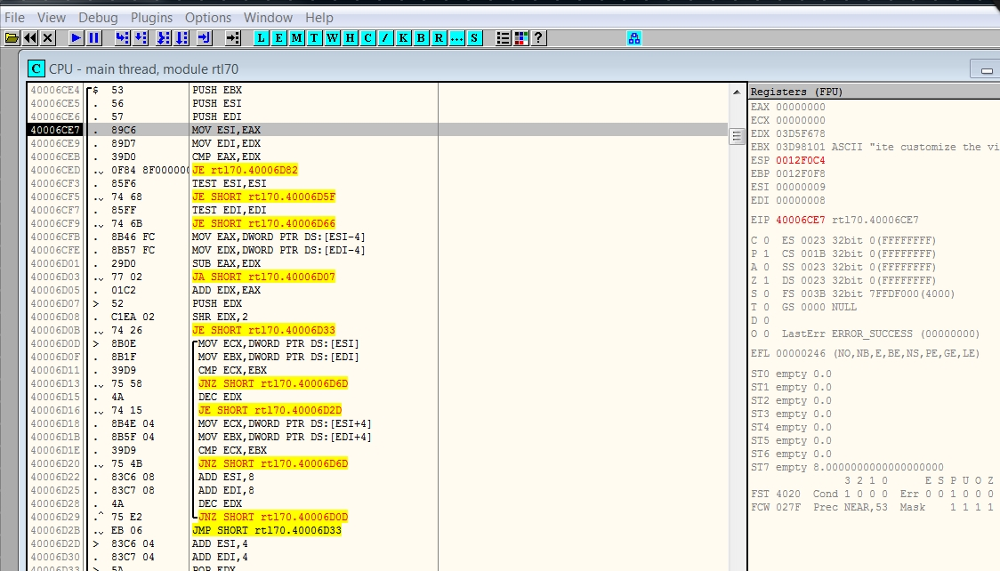 File View Debug Plugins Options Window Help
L E M T W H C / K B R ... S ?
C CPU - main thread, module rtl70
40006CE4 $ 53 PUSH EBX
40006CE5 . 56 PUSH ESI
40006CE6 . 57 PUSH EDI
40006CE7 . 89C6 MOV ESI,EAX
40006CE9 . 89D7 MOV EDI,EDX
40006CEB . 39D0 CMP EAX,EDX
40006CED .v 0F84 8F000000 JE rtl70.40006D82
40006CF3 . 85F6 TEST ESI,ESI
40006CF5 .v 74 68 JE SHORT rtl70.40006D5F
40006CF7 . 85FF TEST EDI,EDI
40006CF9 .v 74 6B JE SHORT rtl70.40006D66
40006CFB . 8B46 FC MOV EAX,DWORD PTR DS:[ESI-4]
40006CFE . 8B57 FC MOV EDX,DWORD PTR DS:[EDI-4]
40006D01 . 29D0 SUB EAX,EDX
40006D03 .v 77 02 JA SHORT rtl70.40006D07
40006D05 . 01C2 ADD EDX,EAX
40006D07 > 52 PUSH EDX
40006D08 . C1EA 02 SHR EDX,2
40006D0B .v 74 26 JE SHORT rtl70.40006D33
40006D0D > 8B0E MOV ECX,DWORD PTR DS:[ESI]
40006D0F . 8B1F MOV EBX,DWORD PTR DS:[EDI]
40006D11 . 39D9 CMP ECX,EBX
40006D13 .v 75 58 JNZ SHORT rtl70.40006D6D
40006D15 . 4A DEC EDX
40006D16 .v 74 15 JE SHORT rtl70.40006D2D
40006D18 . 8B4E 04 MOV ECX,DWORD PTR DS:[ESI+4]
40006D1B . 8B5F 04 MOV EBX,DWORD PTR DS:[EDI+4]
40006D1E . 39D9 CMP ECX,EBX
40006D20 .v 75 4B JNZ SHORT rtl70.40006D6D
40006D22 . 83C6 08 ADD ESI,8
40006D25 . 83C7 08 ADD EDI,8
40006D28 . 4A DEC EDX
40006D29 .^ 75 E2 JNZ SHORT rtl70.40006D0D
40006D2B .v EB 06 JMP SHORT rtl70.40006D33
40006D2D > 83C6 04 ADD ESI,4
40006D30 . 83C7 04 ADD EDI,4
40006D33 > 5A POP EDX
Registers (FPU)
EAX 00000000
ECX 00000000
EDX 03D5F678
EBX 03D98101 ASCII "ite customize the vi
ESP 0012F0C4
EBP 0012F0F8
ESI 00000009
EDI 00000008
EIP 40006CE7 rtl70.40006CE7
C 0 ES 0023 32bit 0(FFFFFFFF)
P 1 CS 001B 32bit 0(FFFFFFFF)
A 0 SS 0023 32bit 0(FFFFFFFF)
Z 1 DS 0023 32bit 0(FFFFFFFF)
S 0 FS 003B 32bit 7FFDF000(4000)
T 0 GS 0000 NULL
D 0
O 0 LastErr ERROR_SUCCESS (00000000)
EFL 00000246 (NO,NB,E,BE,NS,PE,GE,LE)
ST0 empty 0.0
ST1 empty 0.0
ST2 empty 0.0
ST3 empty 0.0
ST4 empty 0.0
ST5 empty 0.0
ST6 empty 0.0
ST7 empty 8.0000000000000000000
3 2 1 0 E S P U O Z
FST 4020 Cond 1 0 0 0 Err 0 0 1 0 0 0
FCW 027F Prec NEAR,53 Mask 1 1 1 1